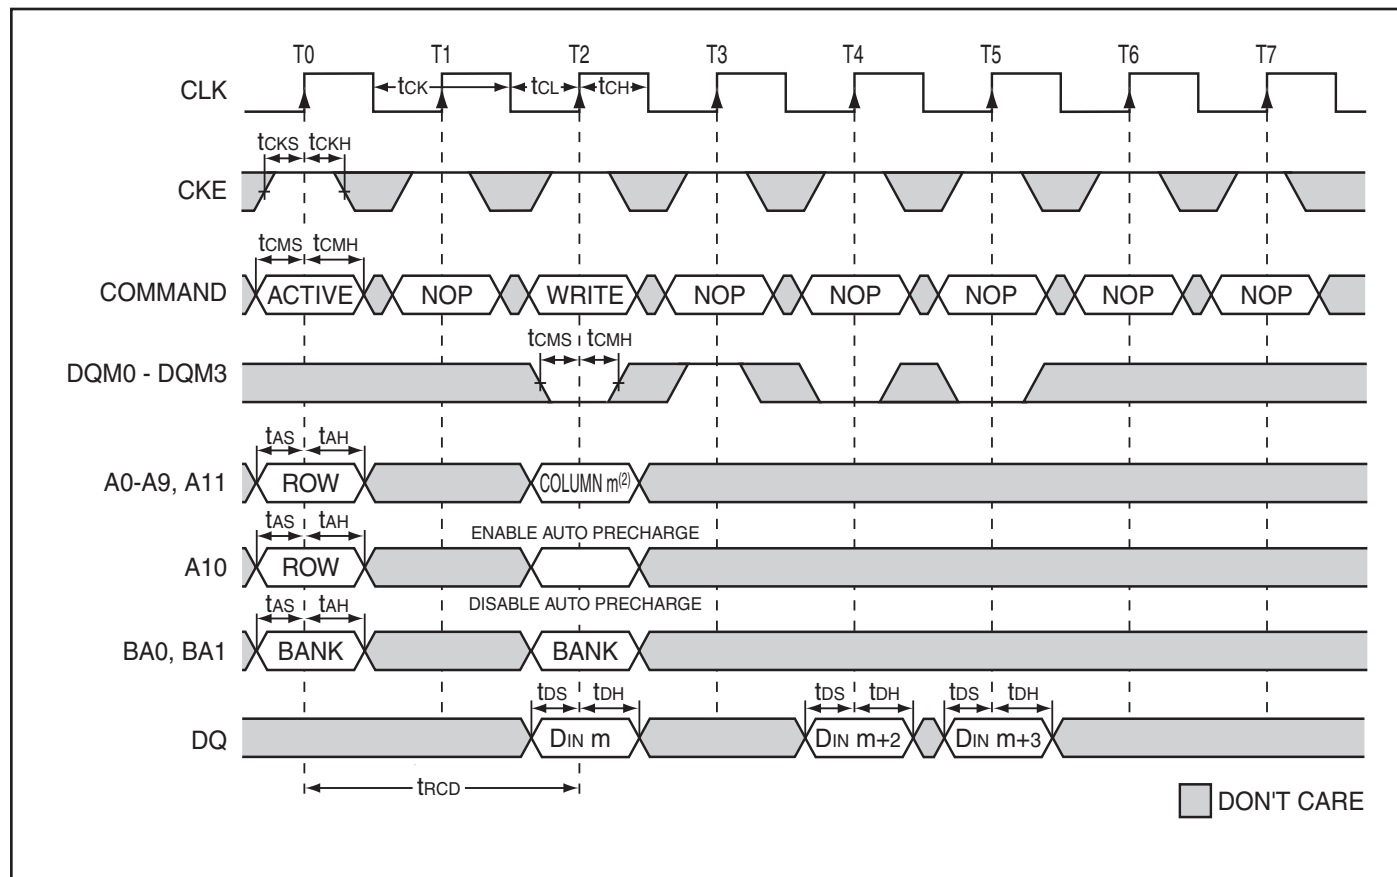 T0 T1 T2 T3 T4 T5 T6 T7
CLK tCK tCL tCH
tCKS tCKH
CKE
tCMS tCMH
COMMAND ACTIVE NOP WRITE NOP NOP NOP NOP NOP
tCMS tCMH
DQM0 - DQM3
tAS tAH
A0-A9, A11 ROW COLUMN m(2)
tAS tAH ENABLE AUTO PRECHARGE
A10 ROW
tAS tAH DISABLE AUTO PRECHARGE
BA0, BA1 BANK BANK
tDS tDH tDS tDH tDS tDH
DQ DIN m DIN m+2 DIN m+3
tRCD
DON'T CARE